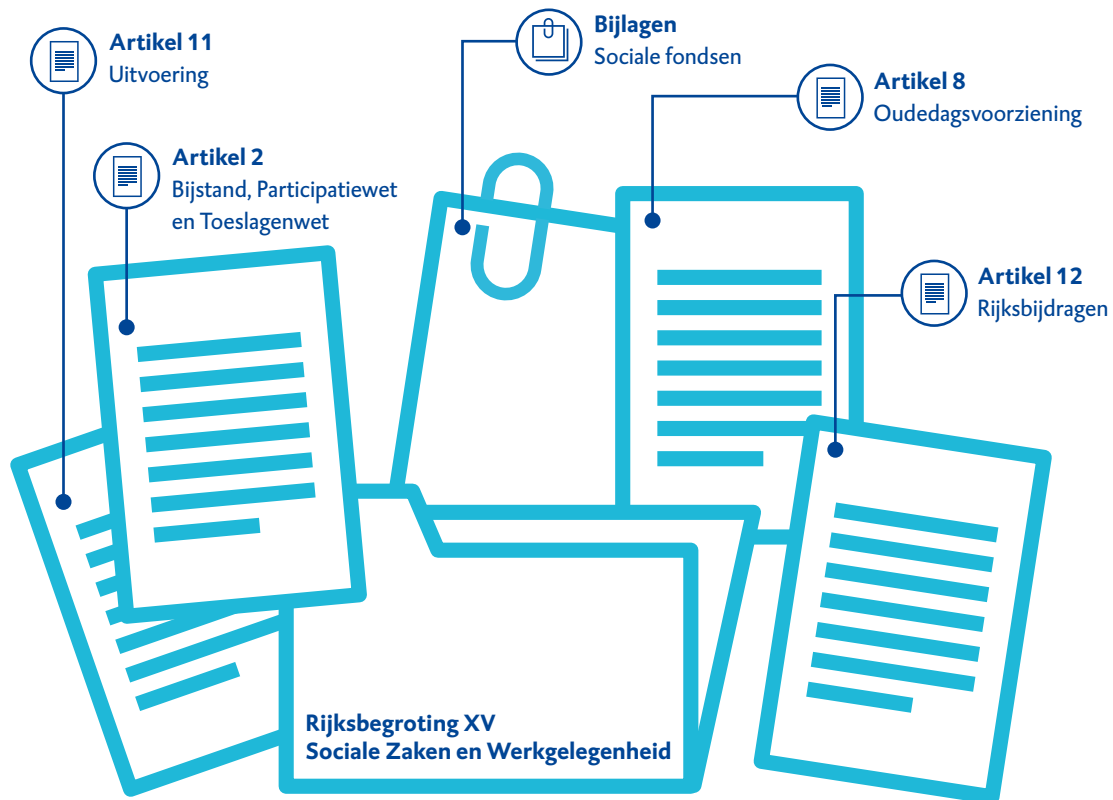 Artikel 11
Uitvoering
Bijlagen
Sociale fondsen
Artikel 8
Oudedagsvoorziening
Artikel 2
Bijstand, Participatiewet
en Toeslagenwet
Artikel 12
Rijksbijdragen
Rijksbegroting XV
Sociale Zaken en Werkgelegenheid